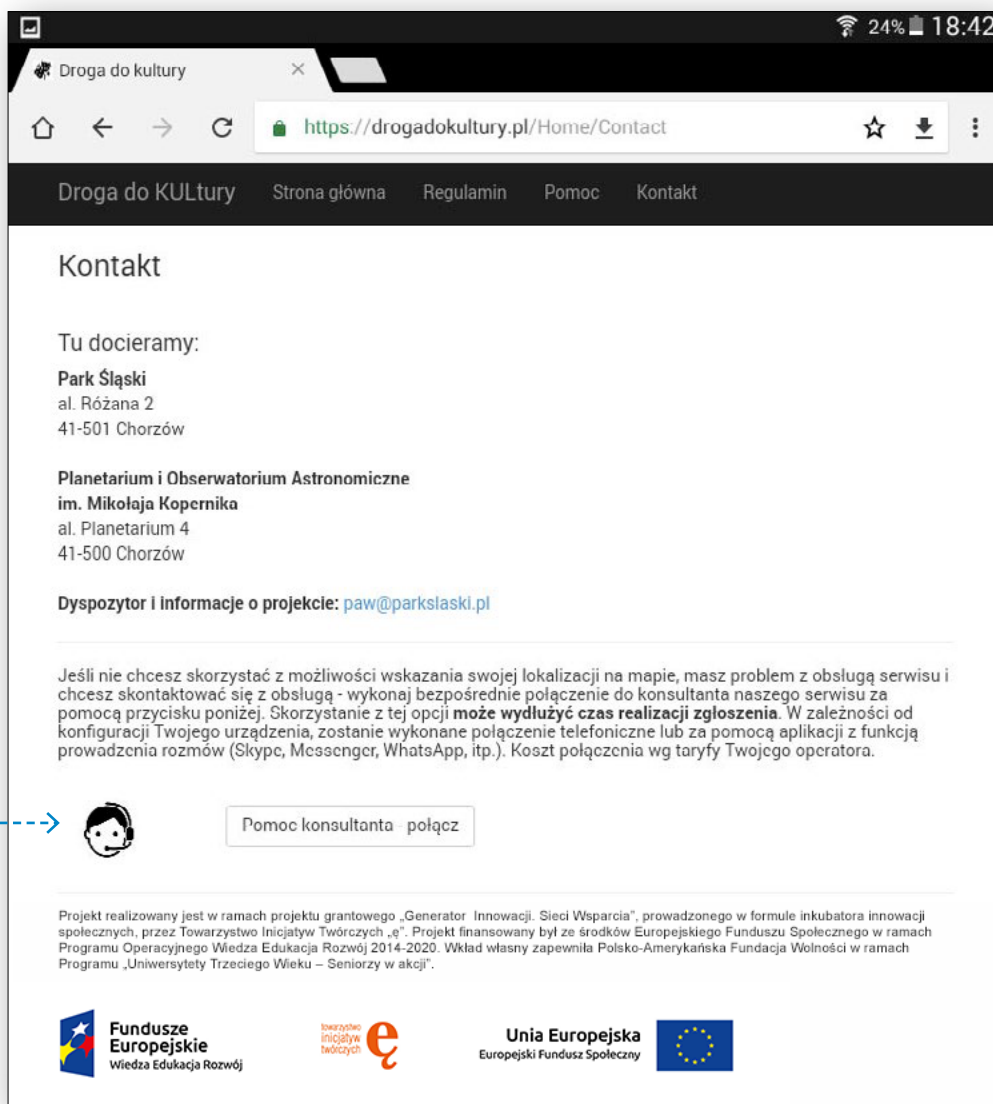 24% 18:42
Droga do kultury
https://drogadokultury.pl/Home/Contact
Droga do KULtury Strona główna Regulamin Pomoc Kontakt
Kontakt
Tu docieramy:
Park Śląski
al. Różana 2
41-501 Chorzów
Planetarium i Obserwatorium Astronomiczne
im. Mikołaja Kopernika
al. Planetarium 4
41-500 Chorzów
Dyspozytor i informacje o projekcie: paw@parkslaski.pl
Jeśli nie chcesz skorzystać z możliwości wskazania swojej lokalizacji na mapie, masz problem z obsługą serwisu i
chcesz skontaktować się z obsługą - wykonaj bezpośrednie połączenie do konsultanta naszego serwisu za
pomocą przycisku poniżej. Skorzystanie z tej opcji może wydłużyć czas realizacji zgłoszenia. W zależności od
konfiguracji Twojego urządzenia, zostanie wykonane połączenie telefoniczne lub za pomocą aplikacji z funkcją
prowadzenia rozmów (Skype, Messenger, WhatsApp, itp.). Koszt połączenia wg taryfy Twojego operatora.
Pomoc konsultanta - połącz
Projekt realizowany jest w ramach projektu grantowego „Generator Innowacji. Sieci Wsparcia”, prowadzonego w formule inkubatora innowacji
społecznych, przez Towarzystwo Inicjatyw Twórczych „ę”. Projekt finansowany był ze środków Europejskiego Funduszu Społecznego w ramach
Programu Operacyjnego Wiedza Edukacja Rozwój 2014-2020. Wkład własny zapewniła Polsko-Amerykańska Fundacja Wolności w ramach
Programu „Uniwersytety Trzeciego Wieku – Seniorzy w akcji”.
Fundusze
Europejskie
Wiedza Edukacja Rozwój
towarzystwo
inicjatyw
twórczych
ę
Unia Europejska
Europejski Fundusz Społeczny